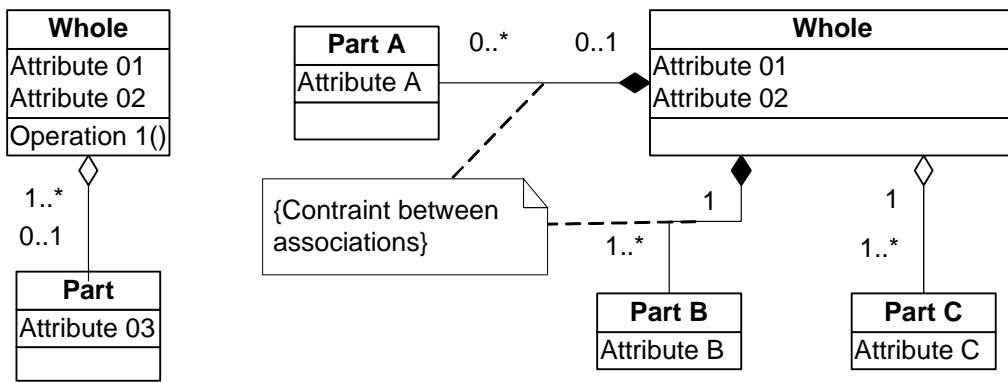 Whole
Attribute 01
Attribute 02
Operation 1()
1..*
0..1
Part
Attribute 03
Part A
Attribute A
0..*
0..1
Whole
Attribute 01
Attribute 02
{Contraint between
associations}
1
1..*
Part B
Attribute B
1
1..*
Part C
Attribute C